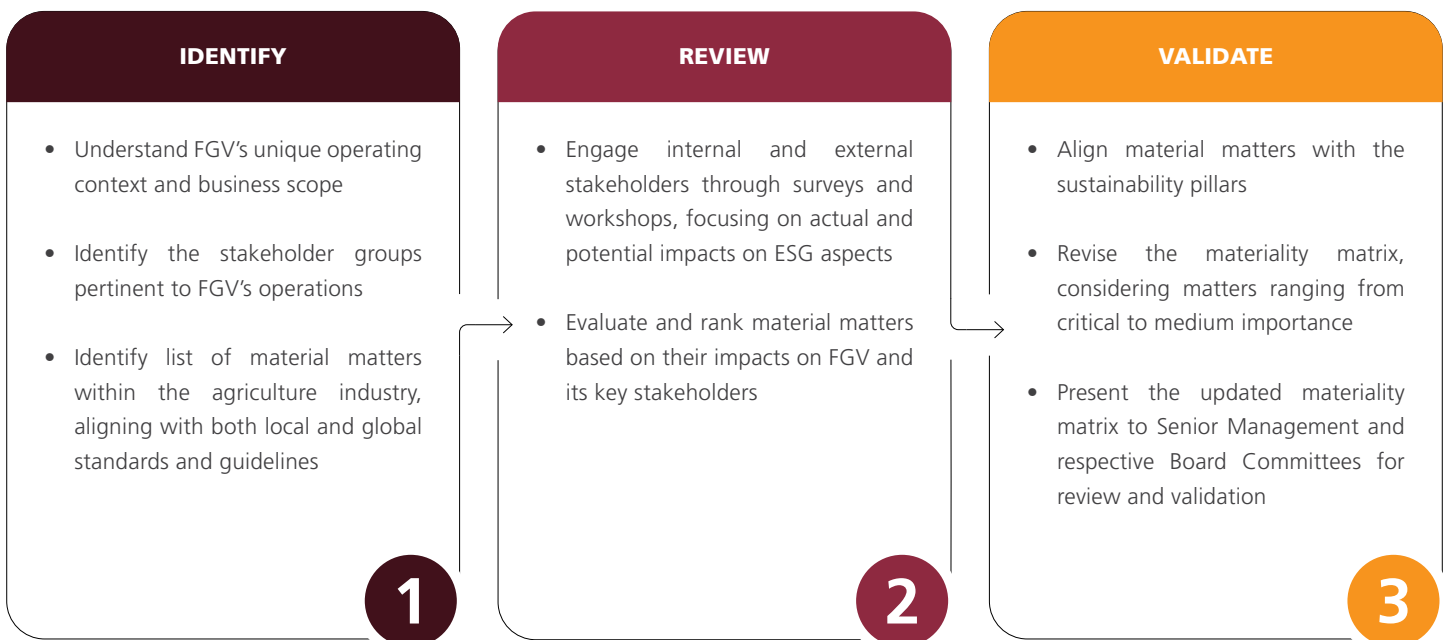 IDENTIFY
• Understand FGV's unique operating
context and business scope
• Identify the stakeholder groups
pertinent to FGV's operations
• Identify list of material matters
within the agriculture industry,
aligning with both local and global
standards and guidelines
1
REVIEW
• Engage internal and external
stakeholders through surveys and
workshops, focusing on actual and
potential impacts on ESG aspects
• Evaluate and rank material matters
based on their impacts on FGV and
its key stakeholders
2
VALIDATE
• Align material matters with the
sustainability pillars
• Revise the materiality matrix,
considering matters ranging from
critical to medium importance
• Present the updated materiality
matrix to Senior Management and
respective Board Committees for
review and validation
3